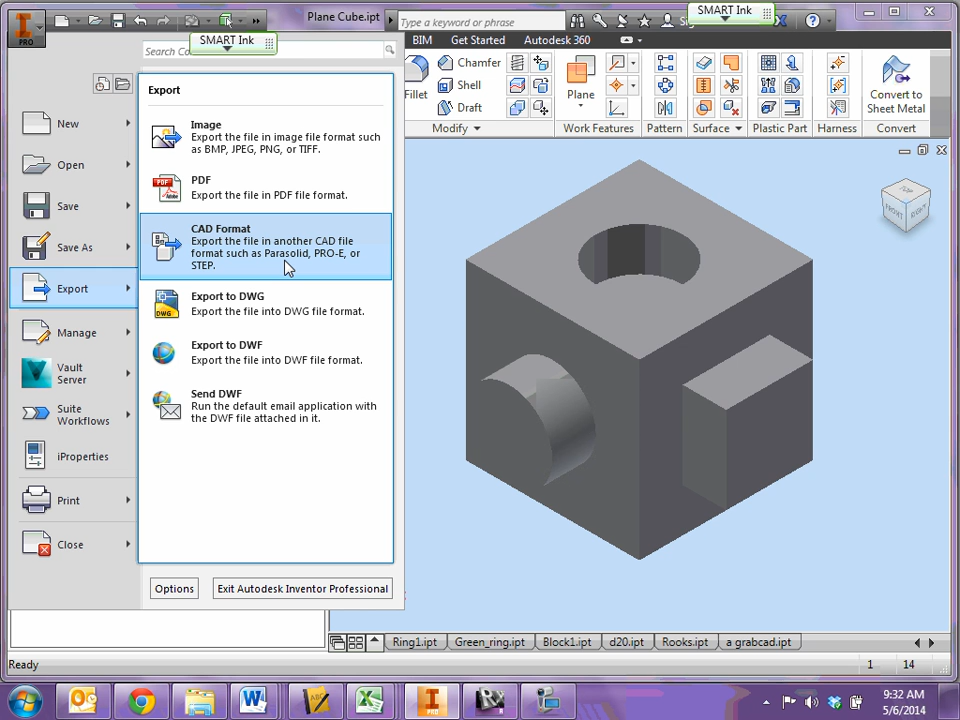 Plane Cube.ipt
Type a keyword or phrase
SMART Ink
SMART Ink
PRO
BIM
Get Started
Autodesk 360
Fillet
Chamfer
Shell
Draft
Modify
Plane
Work Features
Pattern
Surface
Plastic Part
Harness
Convert to
Sheet Metal
Convert
New
Open
Save
Save As
Export
Manage
Vault
Server
Suite
Workflows
iProperties
Print
Close
Export
Image
Export the file in image file format such
as BMP, JPEG, PNG, or TIFF.
PDF
Export the file in PDF file format.
CAD Format
Export the file in another CAD file
format such as Parasolid, PRO-E, or
STEP.
Export to DWG
Export the file into DWG file format.
Export to DWF
Export the file into DWF file format.
Send DWF
Run the default email application with
the DWF file attached in it.
Options
Exit Autodesk Inventor Professional
TOP
FRONT
RIGHT
Ring1.ipt
Green_ring.ipt
Block1.ipt
d20.ipt
Rooks.ipt
a grabcad.ipt
Ready
1
14
9:32 AM
5/6/2014